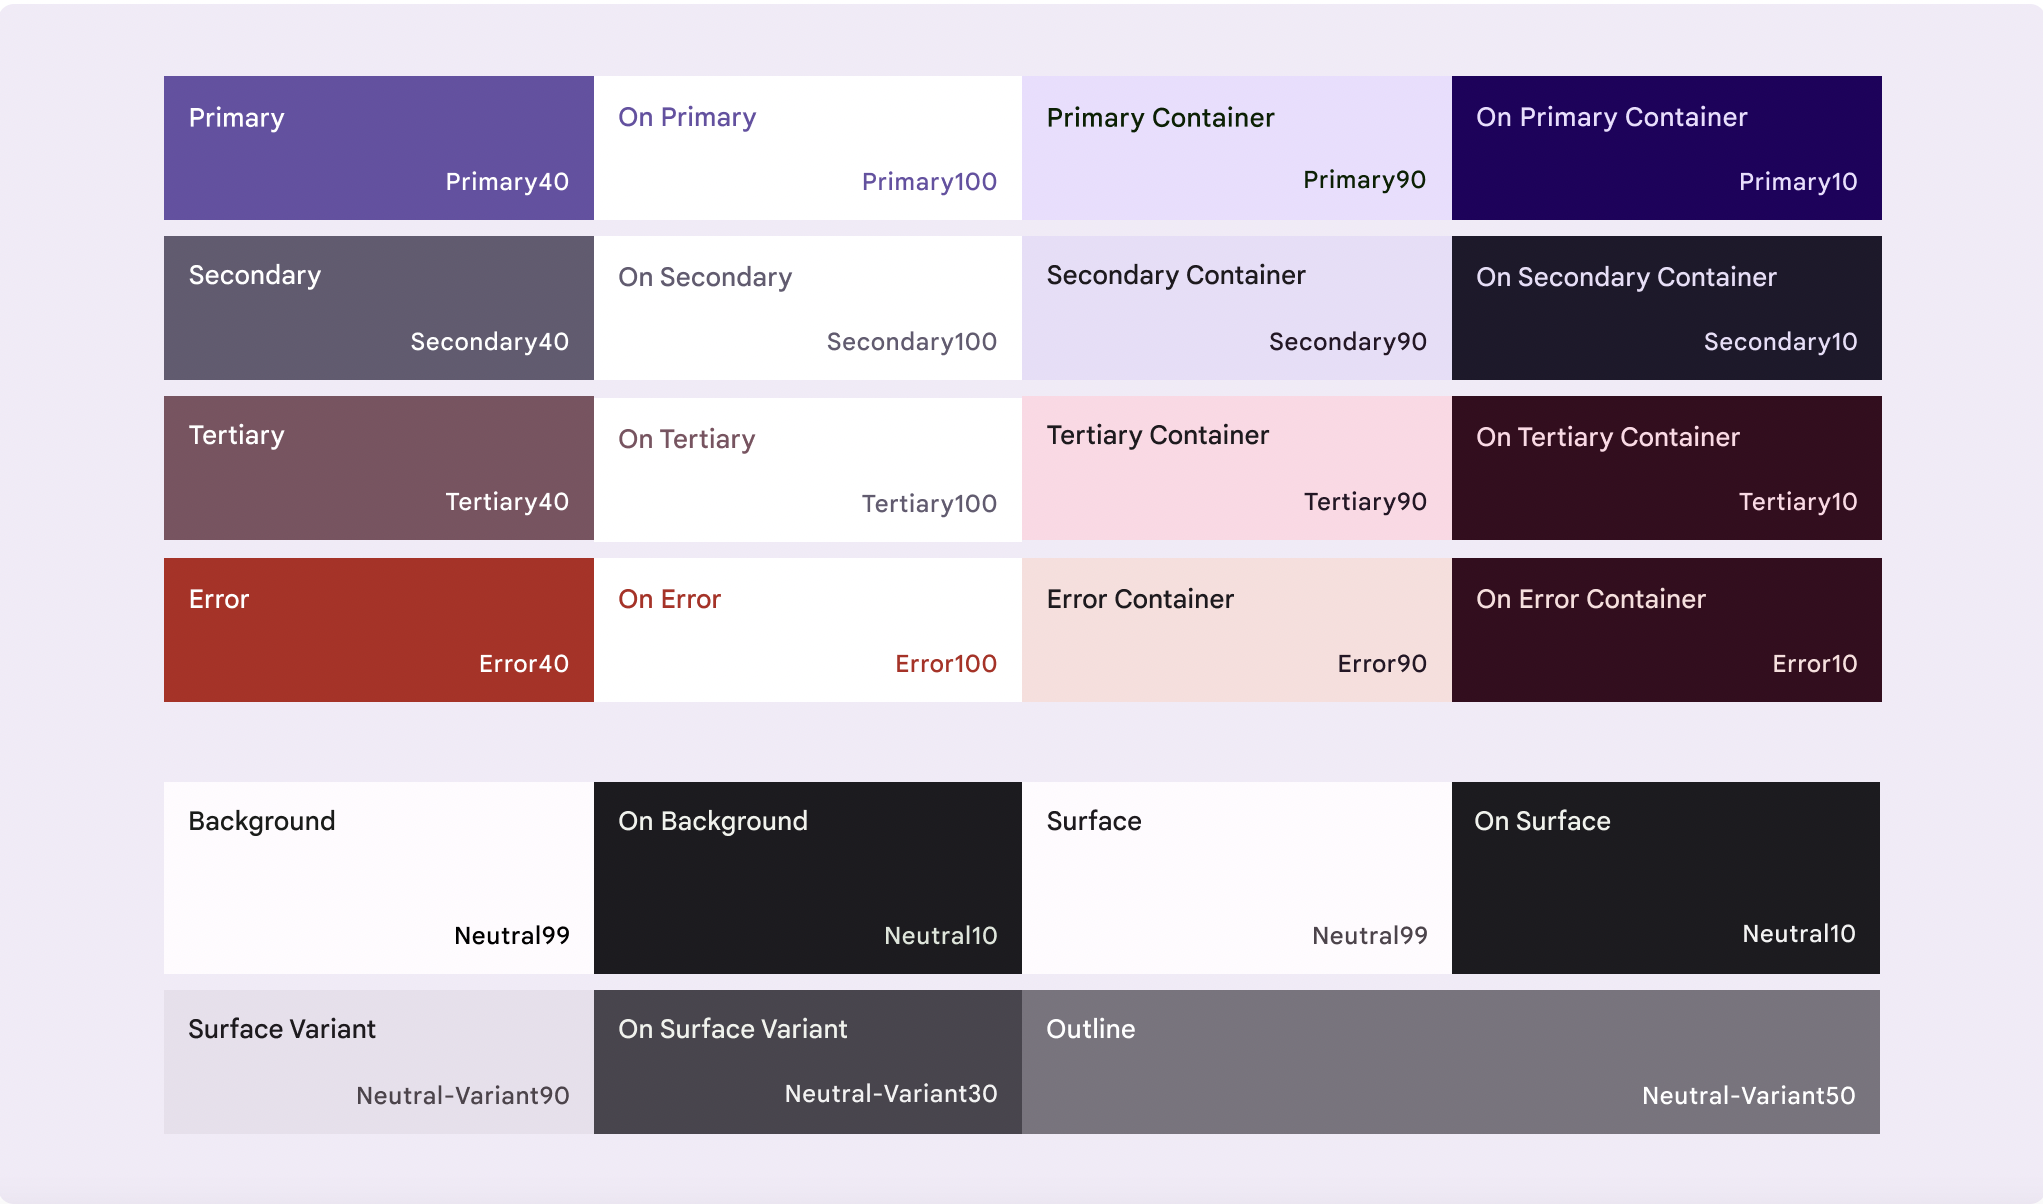 Primary
Primary40
On Primary
Primary100
Primary Container
Primary90
On Primary Container
Primary10
Secondary
Secondary40
On Secondary
Secondary100
Secondary Container
Secondary90
On Secondary Container
Secondary10
Tertiary
Tertiary40
On Tertiary
Tertiary100
Tertiary Container
Tertiary90
On Tertiary Container
Tertiary10
Error
Error40
On Error
Error100
Error Container
Error90
On Error Container
Error10
Background
Neutral99
On Background
Neutral10
Surface
Neutral99
On Surface
Neutral10
Surface Variant
Neutral-Variant90
On Surface Variant
Neutral-Variant30
Outline
Neutral-Variant50